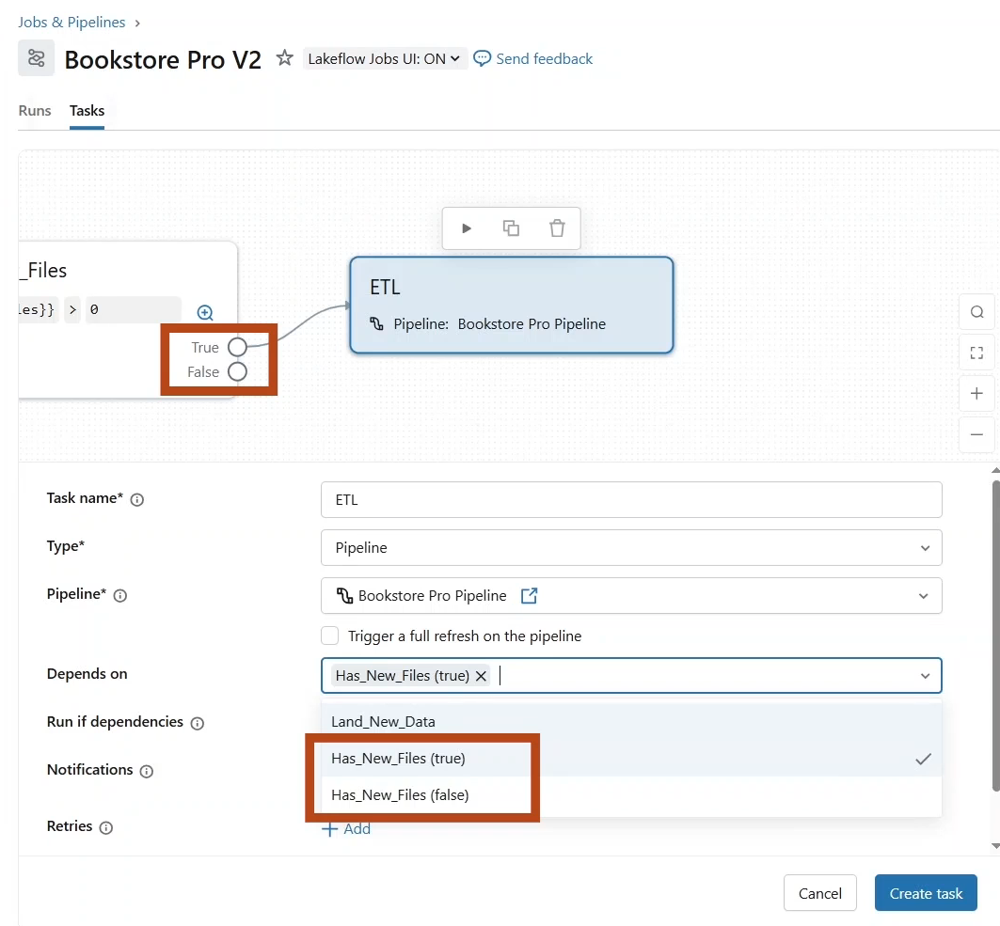 Jobs & Pipelines ›
Bookstore Pro V2 Lakeflow Jobs UI: ON Send feedback
Runs Tasks
_Files
les}} > 0
True
False
ETL
Pipeline: Bookstore Pro Pipeline
Task name* ETL
Type* Pipeline
Pipeline* Bookstore Pro Pipeline
Trigger a full refresh on the pipeline
Depends on Has_New_Files (true)
Run if dependencies Land_New_Data
Has_New_Files (true)
Notifications
Has_New_Files (false)
Retries + Add
Cancel Create task